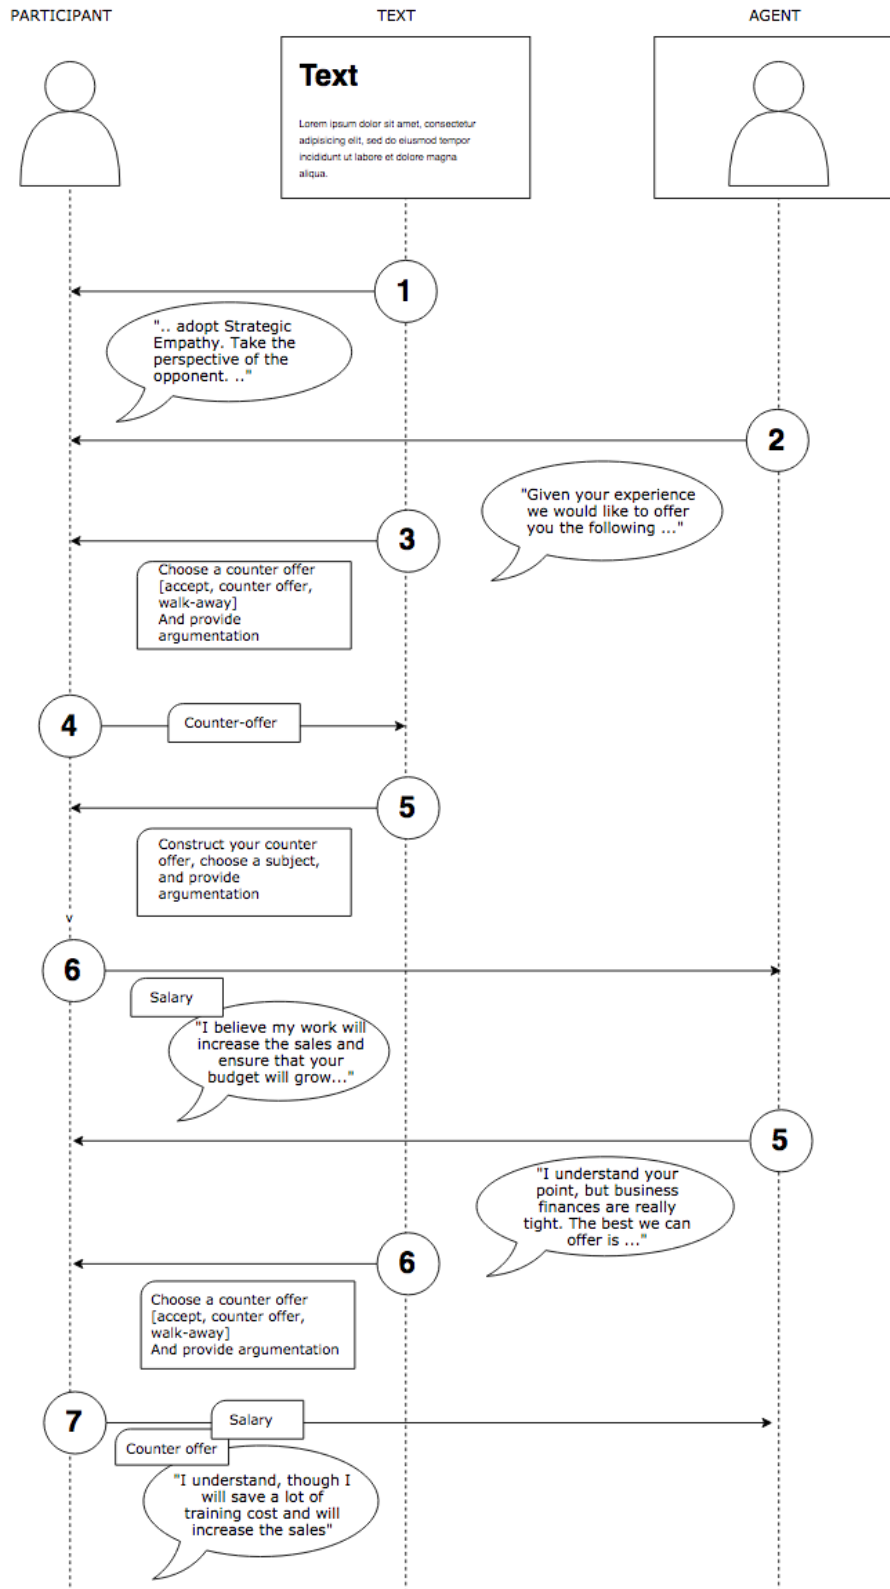 PARTICIPANT
TEXT
AGENT
Text
Lorem ipsum dolor sit amet, consectetur
adipisicing elit, sed do eiusmod tempor
incididunt ut labore et dolore magna
aliqua.
1
".. adopt Strategic
Empathy. Take the
perspective of the
opponent. .."
2
"Given your experience
we would like to offer
you the following ..."
3
Choose a counter offer
[accept, counter offer,
walk-away]
And provide
argumentation
4
Counter-offer
5
Construct your counter
offer, choose a subject,
and provide
argumentation
v
6
Salary
"I believe my work will
increase the sales and
ensure that your
budget will grow..."
5
"I understand your
point, but business
finances are really
tight. The best we can
offer is ..."
6
Choose a counter offer
[accept, counter offer,
walk-away]
And provide argumentation
7
Salary
Counter offer
"I understand, though I
will save a lot of
training cost and will
increase the sales"